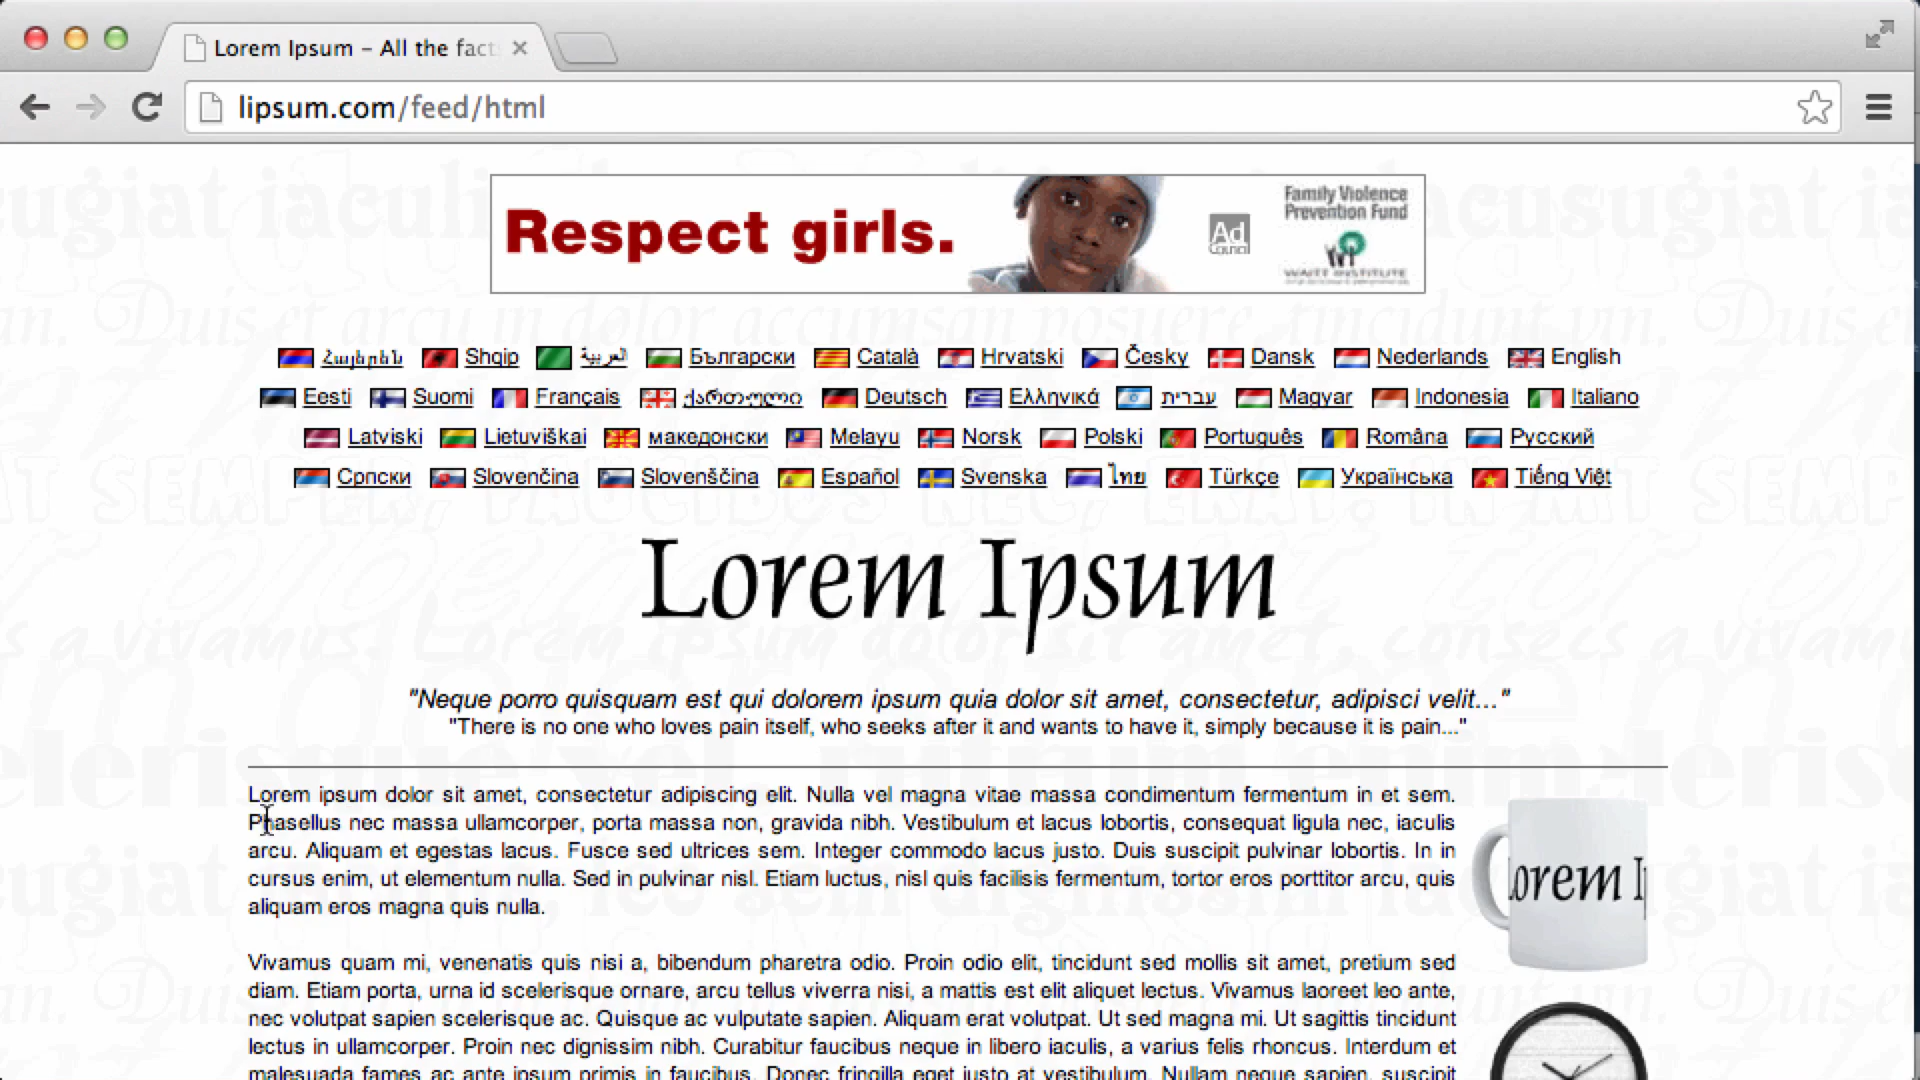 Lorem Ipsum – All the fact
lipsum.com/feed/html
Respect girls.
Ad Council
Family Violence
Prevention Fund
WAITT INSTITUTE
Հայերեն Shqip العربية Български Català Hrvatski Česky Dansk Nederlands English
Eesti Suomi Français ქართული Deutsch Ελληνικά עברית Magyar Indonesia Italiano
Latviski Lietuviškai македонски Melayu Norsk Polski Português Româna Русский
Српски Slovenčina Slovenščina Español Svenska ไทย Türkçe Українська Tiếng Việt
Lorem Ipsum
"Neque porro quisquam est qui dolorem ipsum quia dolor sit amet, consectetur, adipisci velit..."
"There is no one who loves pain itself, who seeks after it and wants to have it, simply because it is pain..."
Lorem ipsum dolor sit amet, consectetur adipiscing elit. Nulla vel magna vitae massa condimentum fermentum in et sem.
Phasellus nec massa ullamcorper, porta massa non, gravida nibh. Vestibulum et lacus lobortis, consequat ligula nec, iaculis
arcu. Aliquam et egestas lacus. Fusce sed ultrices sem. Integer commodo lacus justo. Duis suscipit pulvinar lobortis. In in
cursus enim, ut elementum nulla. Sed in pulvinar nisl. Etiam luctus, nisl quis facilisis fermentum, tortor eros porttitor arcu, quis
aliquam eros magna quis nulla.
orem I
Vivamus quam mi, venenatis quis nisi a, bibendum pharetra odio. Proin odio elit, tincidunt sed mollis sit amet, pretium sed
diam. Etiam porta, urna id scelerisque ornare, arcu tellus viverra nisi, a mattis est elit aliquet lectus. Vivamus laoreet leo ante,
nec volutpat sapien scelerisque ac. Quisque ac vulputate sapien. Aliquam erat volutpat. Ut sed magna mi. Ut sagittis tincidunt
lectus in ullamcorper. Proin nec dignissim nibh. Curabitur faucibus neque in libero iaculis, a varius felis rhoncus. Interdum et
malesuada fames ac ante ipsum primis in faucibus. Donec fringilla eget justo at vestibulum. Nullam neque sapien, suscipit